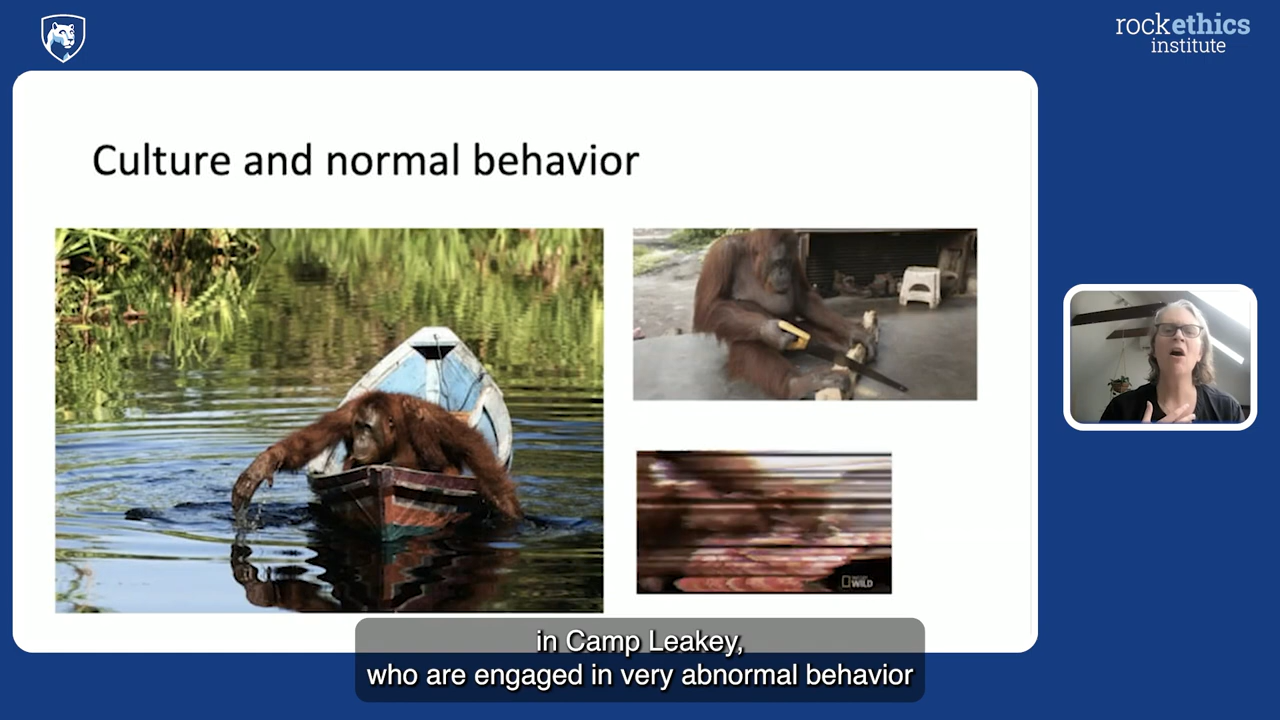 rockethics
institute
Culture and normal behavior
WILD
in Camp Leakey,
who are engaged in very abnormal behavior